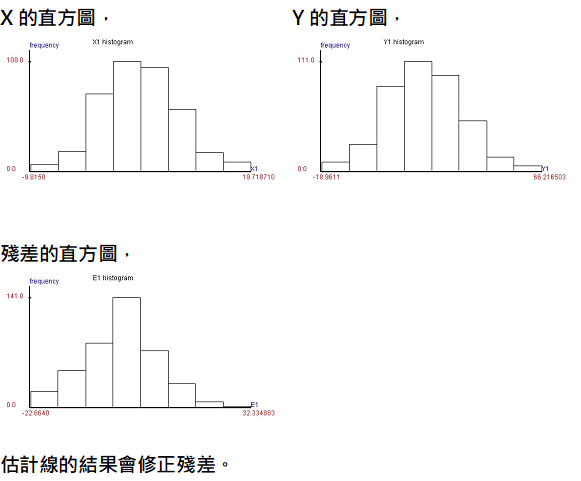 X 的直方圖，
Y 的直方圖，
X1 histogram
frequency
108.0
0.0
X1
-9.8150
19.718710
Y1 histogram
frequency
111.0
0.0
Y1
-18.9611
66.216503
殘差的直方圖，
E1 histogram
frequency
141.0
0.0
E1
-22.6640
32.334883
估計線的結果會修正殘差。